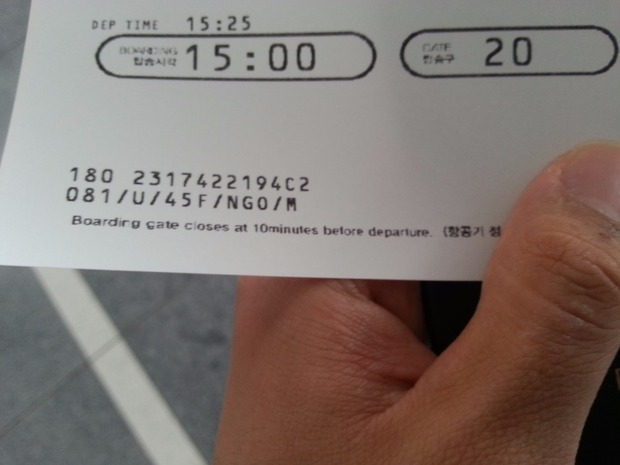 DEP TIME 15:25
BOARDING
탑승시각 15:00
GATE
탑승구 20
180 2317422194C2
081/U/45F/NGO/M
Boarding gate closes at 10minutes before departure. (항공기